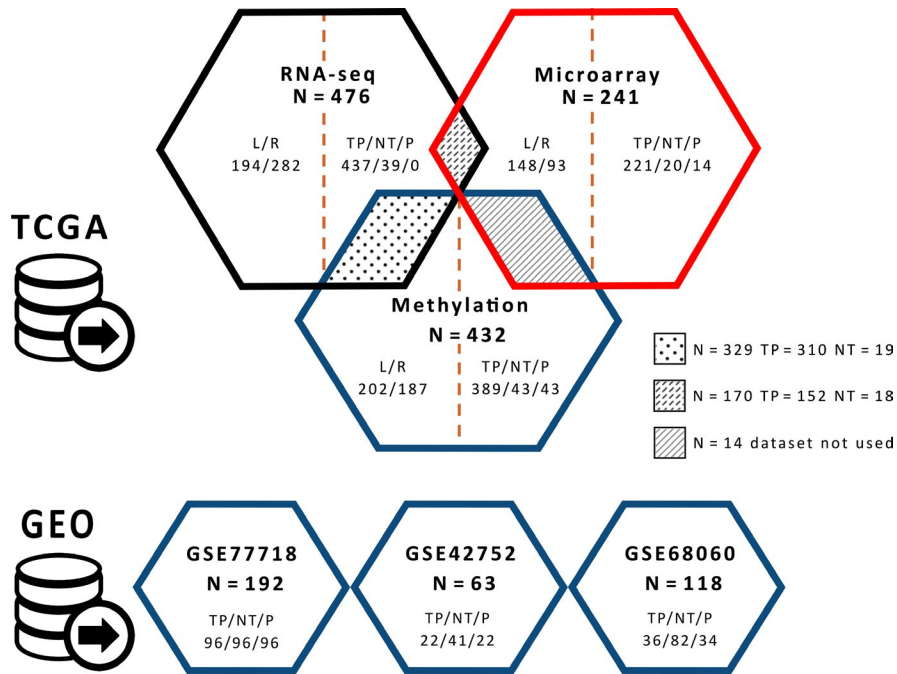 RNA-seq
N = 476
L/R
194/282
TP/NT/P
437/39/0
Microarray
N = 241
L/R
148/93
TP/NT/P
221/20/14
TCGA
Methylation
N = 432
L/R
202/187
TP/NT/P
389/43/43
N = 329 TP = 310 NT = 19
N = 170 TP = 152 NT = 18
N = 14 dataset not used
GEO
GSE77718
N = 192
TP/NT/P
96/96/96
GSE42752
N = 63
TP/NT/P
22/41/22
GSE68060
N = 118
TP/NT/P
36/82/34